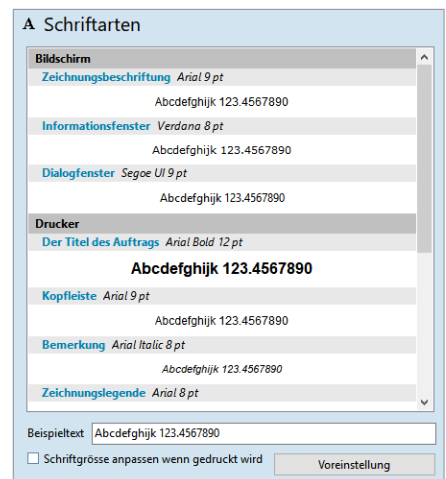 A Schriftarten
Bildschirm
Zeichnungsbeschriftung Arial 9 pt
Abcdefghijk 123.4567890
Informationsfenster Verdana 8 pt
Abcdefghijk 123.4567890
Dialogfenster Segoe UI 9 pt
Abcdefghijk 123.4567890
Drucker
Der Titel des Auftrags Arial Bold 12 pt
Abcdefghijk 123.4567890
Kopfleiste Arial 9 pt
Abcdefghijk 123.4567890
Bemerkung Arial Italic 8 pt
Abcdefghijk 123.4567890
Zeichnungslegende Arial 8 pt
Beispieltext Abcdefghijk 123.4567890
Schriftgrösse anpassen wenn gedruckt wird Voreinstellung